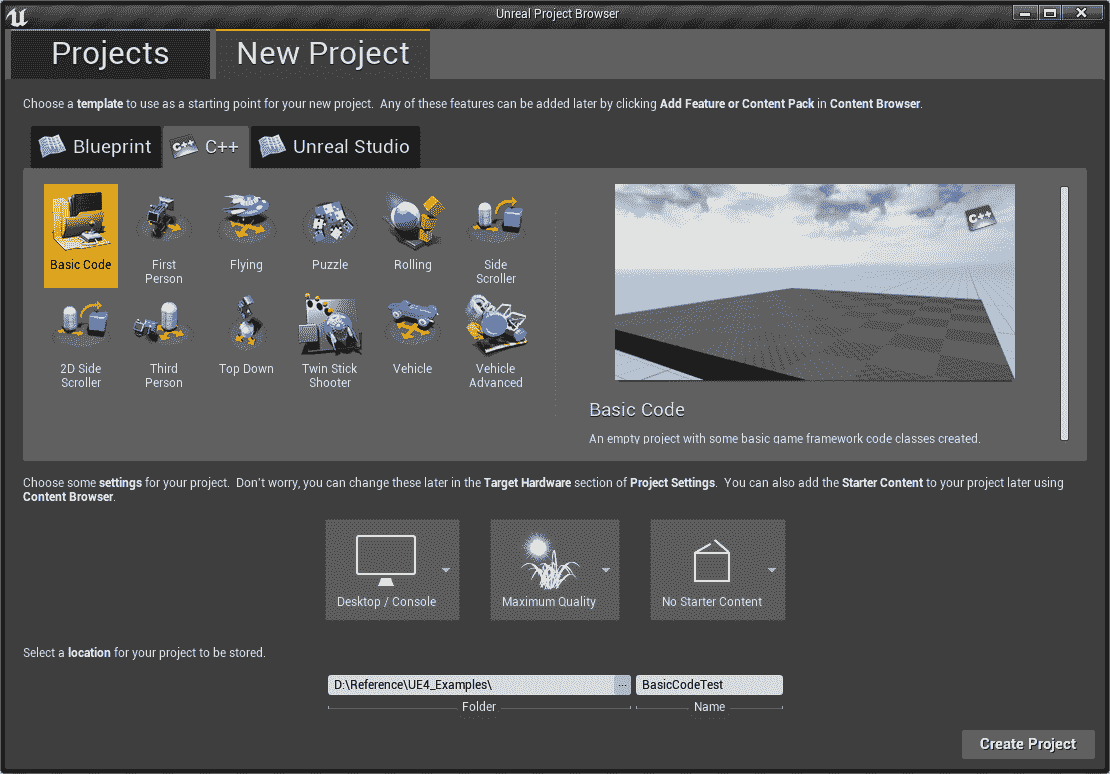 Unreal Project Browser
Projects
New Project
Choose a template to use as a starting point for your new project.  Any of these features can be added later by clicking Add Feature or Content Pack in Content Browser.
Blueprint
C++
C++
Unreal Studio
Basic Code
First
Person
Flying
Puzzle
Rolling
Side
Scroller
2D Side
Scroller
Third
Person
Top Down
Twin Stick
Shooter
Vehicle
Vehicle
Advanced
C++
Basic Code
An empty project with some basic game framework code classes created.
Choose some settings for your project.  Don't worry, you can change these later in the Target Hardware section of Project Settings.  You can also add the Starter Content to your project later using
Content Browser.
Desktop / Console
Maximum Quality
No Starter Content
Select a location for your project to be stored.
D:\Reference\UE4_Examples\
...
BasicCodeTest
Folder
Name
Create Project